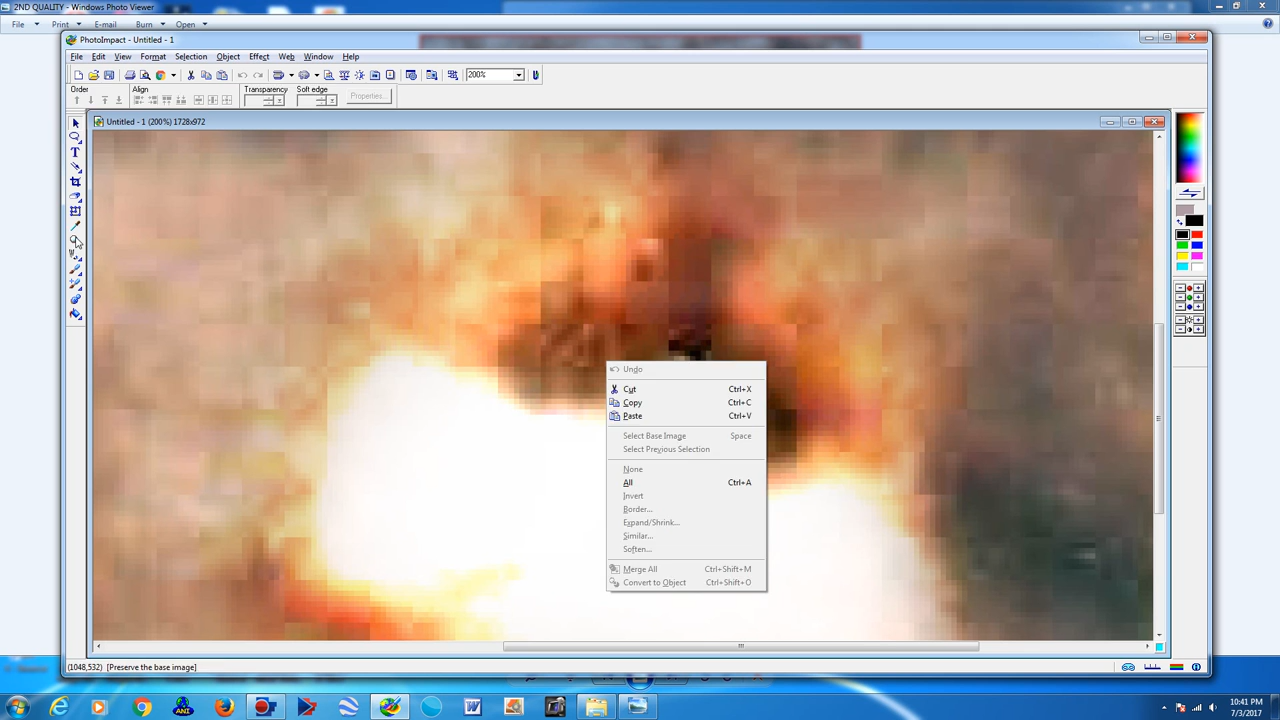 2ND QUALITY - Windows Photo Viewer
File Print E-mail Burn Open
PhotoImpact - Untitled - 1
File Edit View Format Selection Object Effect Web Window Help
200%
Order Align Transparency Soft edge
Properties...
Untitled - 1 (200%) 1728x972
Undo
Cut Ctrl+X
Copy Ctrl+C
Paste Ctrl+V
Select Base Image Space
Select Previous Selection
None
All Ctrl+A
Invert
Border...
Expand/Shrink...
Similar...
Soften...
Merge All Ctrl+Shift+M
Convert to Object Ctrl+Shift+O
(1048,532) [Preserve the base image]
ANI
10:41 PM
7/3/2017